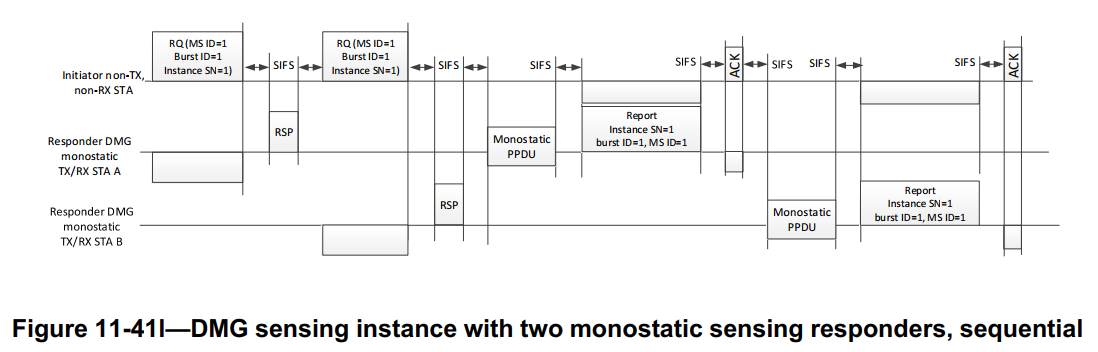 RQ (MS ID=1
Burst ID=1
Instance SN=1)
SIFS
RQ (MS ID=1
Burst ID=1
Instance SN=1)
SIFS
SIFS
SIFS
ACK
SIFS
SIFS
SIFS
ACK
Initiator non-TX,
non-RX STA
RSP
Responder DMG
monostatic
TX/RX STA A
Monostatic
PPDU
Report
Instance SN=1
burst ID=1, MS ID=1
Responder DMG
monostatic
TX/RX STA B
RSP
Monostatic
PPDU
Report
Instance SN=1
burst ID=1, MS ID=1
Figure 11-41l—DMG sensing instance with two monostatic sensing responders, sequential